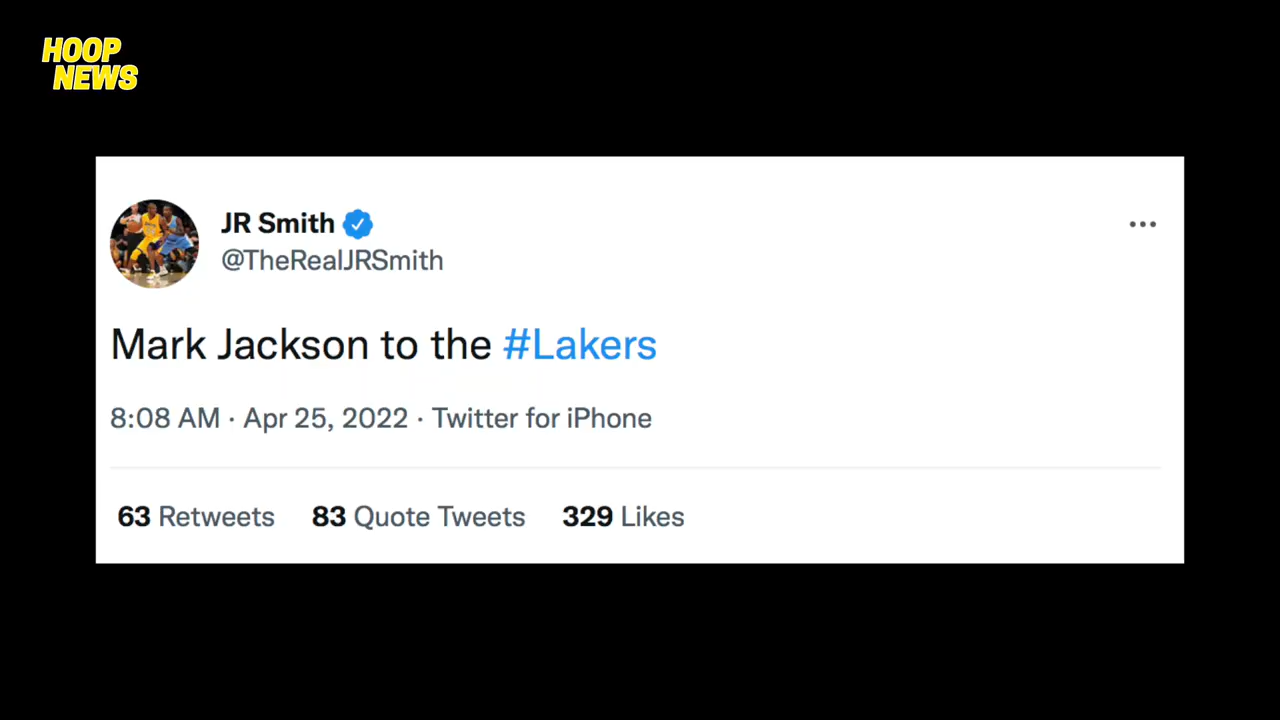 HOOP
NEWS
JR Smith
@TheRealJRSmith
Mark Jackson to the #Lakers
8:08 AM · Apr 25, 2022 · Twitter for iPhone
63 Retweets 83 Quote Tweets 329 Likes